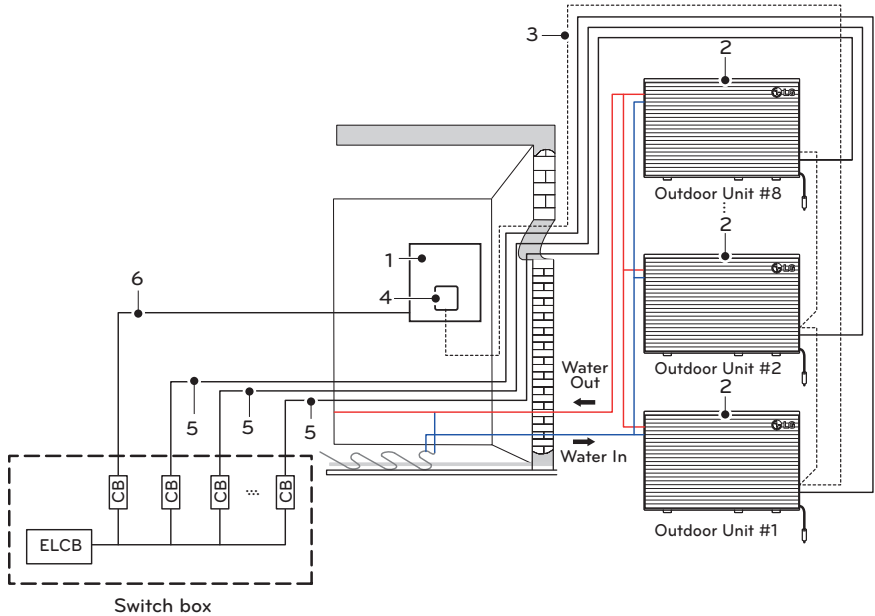 3
2
LG
Outdoor Unit #8
2
1
LG
4
6
Outdoor Unit #2
Water
Out
5
5
5
2
LG
Water In
CB
CB
CB
...
CB
ELCB
Outdoor Unit #1
Switch box